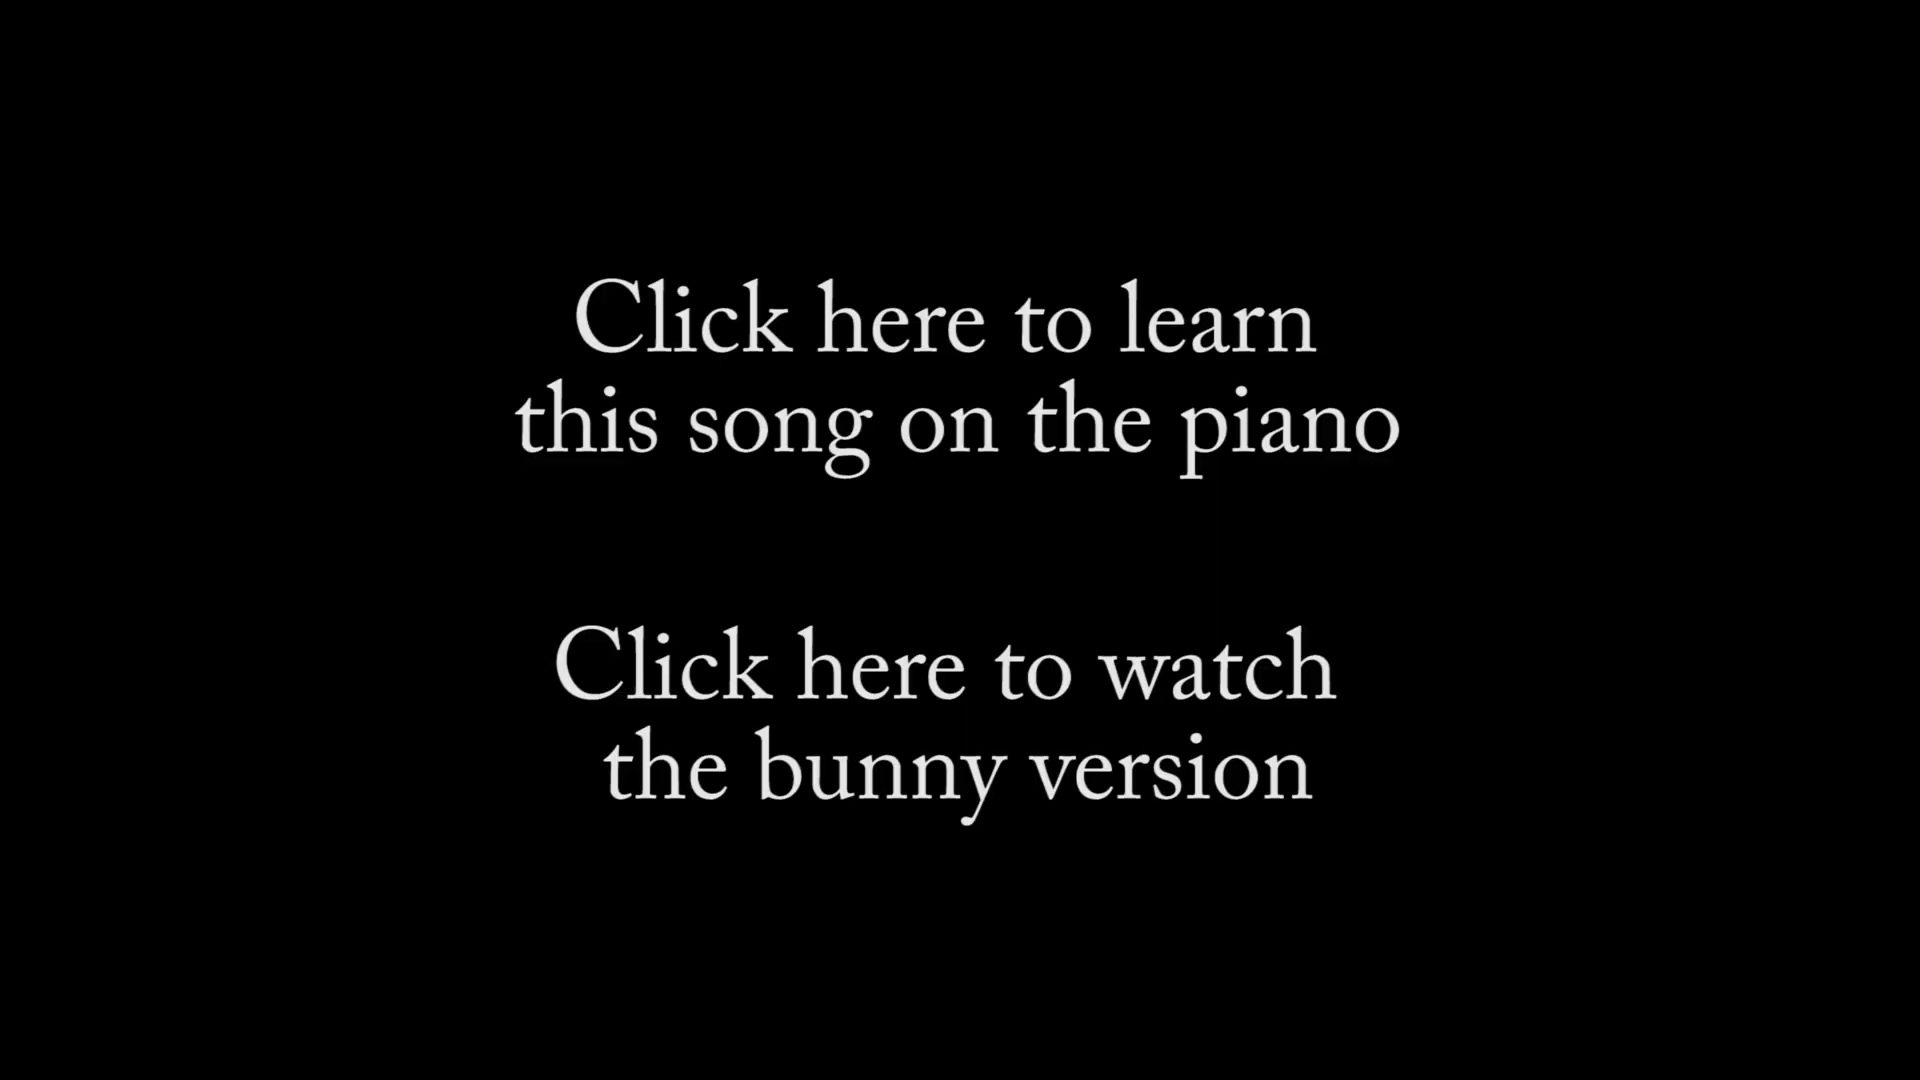 Click here to learn
this song on the piano
Click here to watch
the bunny version